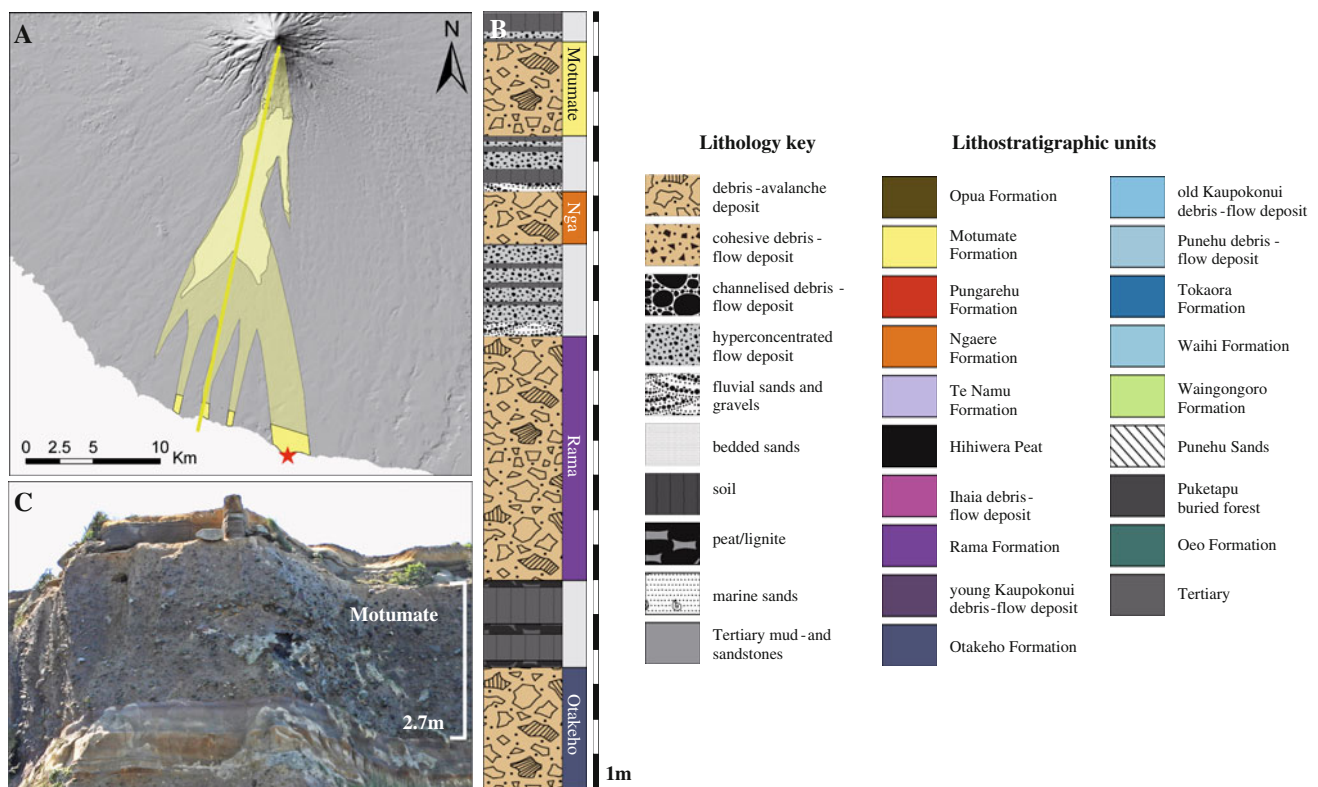 A
N
0 2.5 5 10
Km
C
Motumate
2.7m
B
Motumate
Nga
Rama
Otakeho
1m
Lithology key
debris-avalanche
deposit
cohesive debris-
flow deposit
channelised debris-
flow deposit
hyperconcentrated
flow deposit
fluvial sands and
gravels
bedded sands
soil
peat/lignite
marine sands
Tertiary mud-and
sandstones
Lithostratigraphic units
Opua Formation
Motumate
Formation
Pungarehu
Formation
Ngaere
Formation
Te Namu
Formation
Hihiwera Peat
Ihaia debris-
flow deposit
Rama Formation
young Kaupokonui
debris-flow deposit
Otakeho Formation
old Kaupokonui
debris-flow deposit
Punehu debris-
flow deposit
Tokaora
Formation
Waihi Formation
Waingongoro
Formation
Punehu Sands
Puketapu
buried forest
Oeo Formation
Tertiary